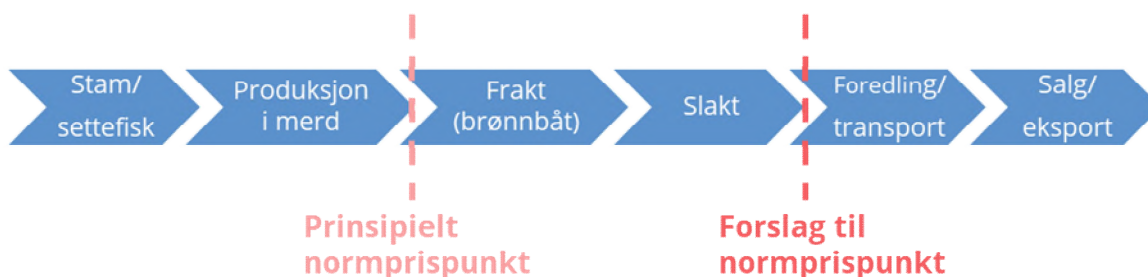 Stam/
settefisk
Produksjon
i merd
Frakt
(brønnbåt)
Slakt
Foredling/
transport
Salg/
eksport
Prinsipielt
normprispunkt
Forslag til
normprispunkt